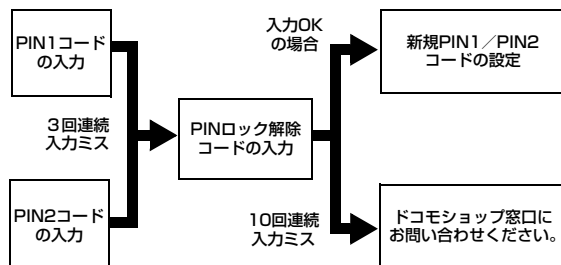 PIN1コード
の入力
3回連続
入力ミス
PIN2コード
の入力
PINロック解除
コードの入力
入力OK
の場合
新規PIN1／PIN2
コードの設定
10回連続
入力ミス
ドコモショップ窓口に
お問い合わせください。